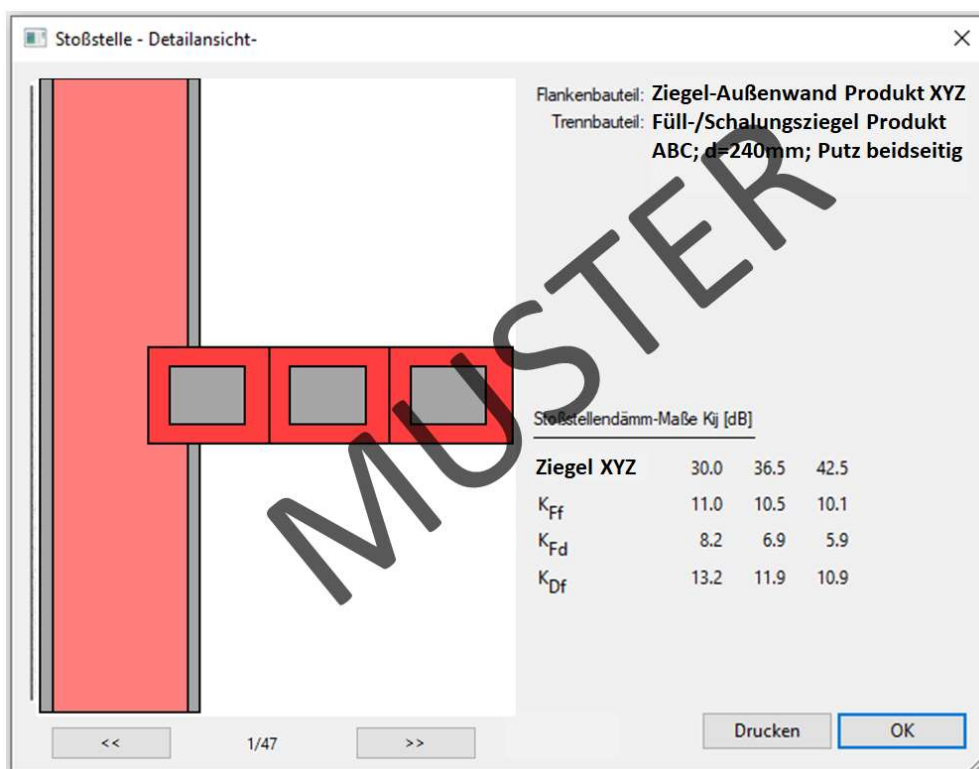 Stoßstelle - Detailansicht-
Flankenbauteil: Ziegel-Außenwand Produkt XYZ
Trennbauteil: Füll-/Schalungsziegel Produkt
ABC; d=240mm; Putz beidseitig
MUSTER
Stoßstellendämm-Maße Kij [dB]
Ziegel XYZ 30.0 36.5 42.5
KFf 11.0 10.5 10.1
KFd 8.2 6.9 5.9
KDf 13.2 11.9 10.9
<< 1/47 >> Drucken OK